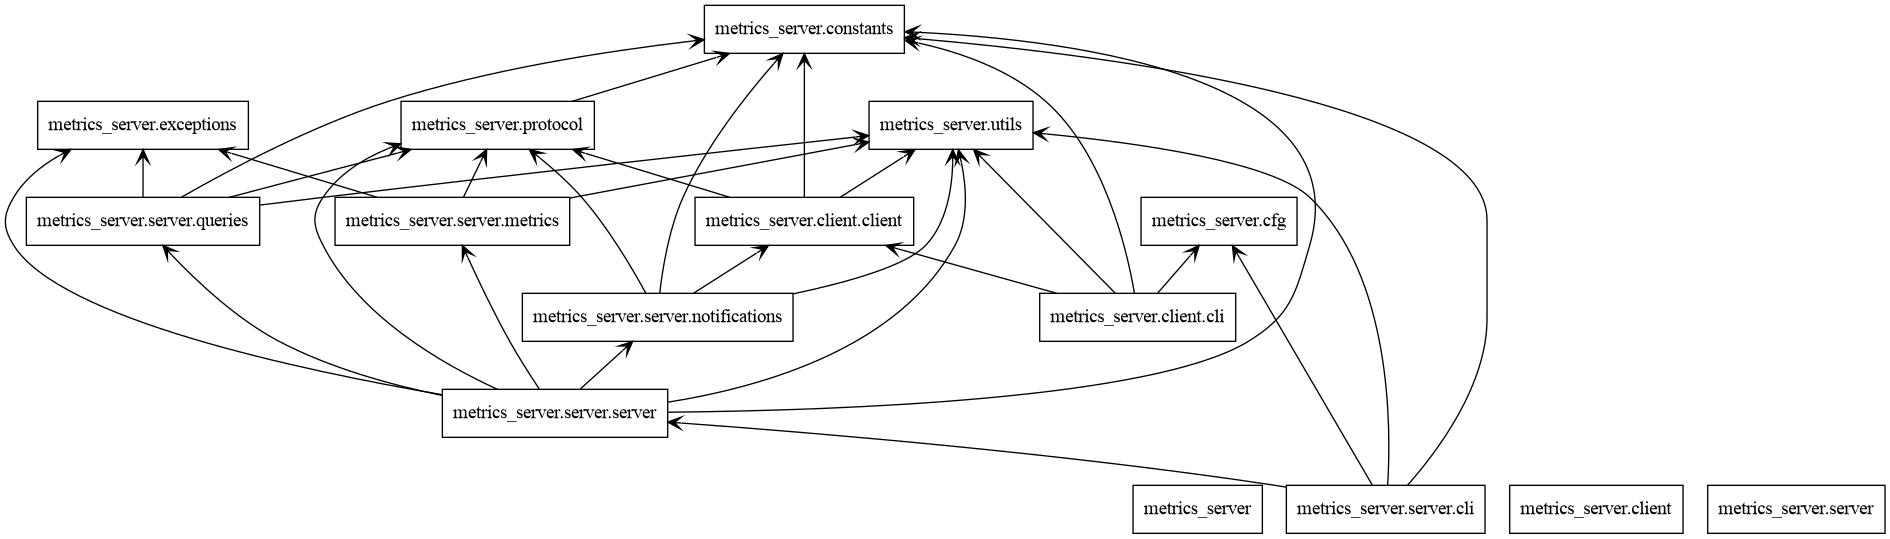 metrics_server.constants
metrics_server.exceptions
metrics_server.protocol
metrics_server.utils
metrics_server.server.queries
metrics_server.server.metrics
metrics_server.client.client
metrics_server.cfg
metrics_server.server.notifications
metrics_server.client.cli
metrics_server.server.server
metrics_server
metrics_server.server.cli
metrics_server.client
metrics_server.server